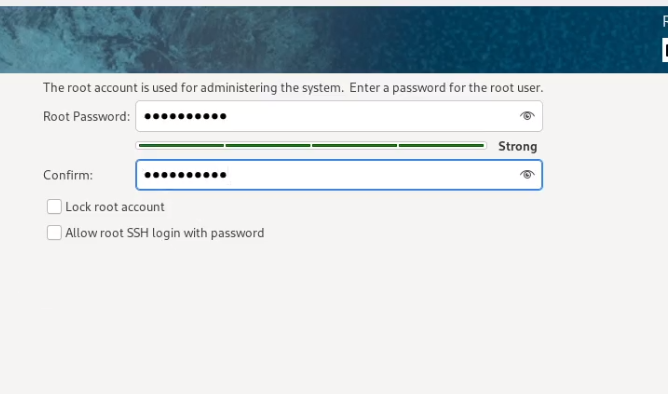 The root account is used for administering the system. Enter a password for the root user.
Root Password: ●●●●●●●●●●
Strong
Confirm: ●●●●●●●●●●
Lock root account
Allow root SSH login with password